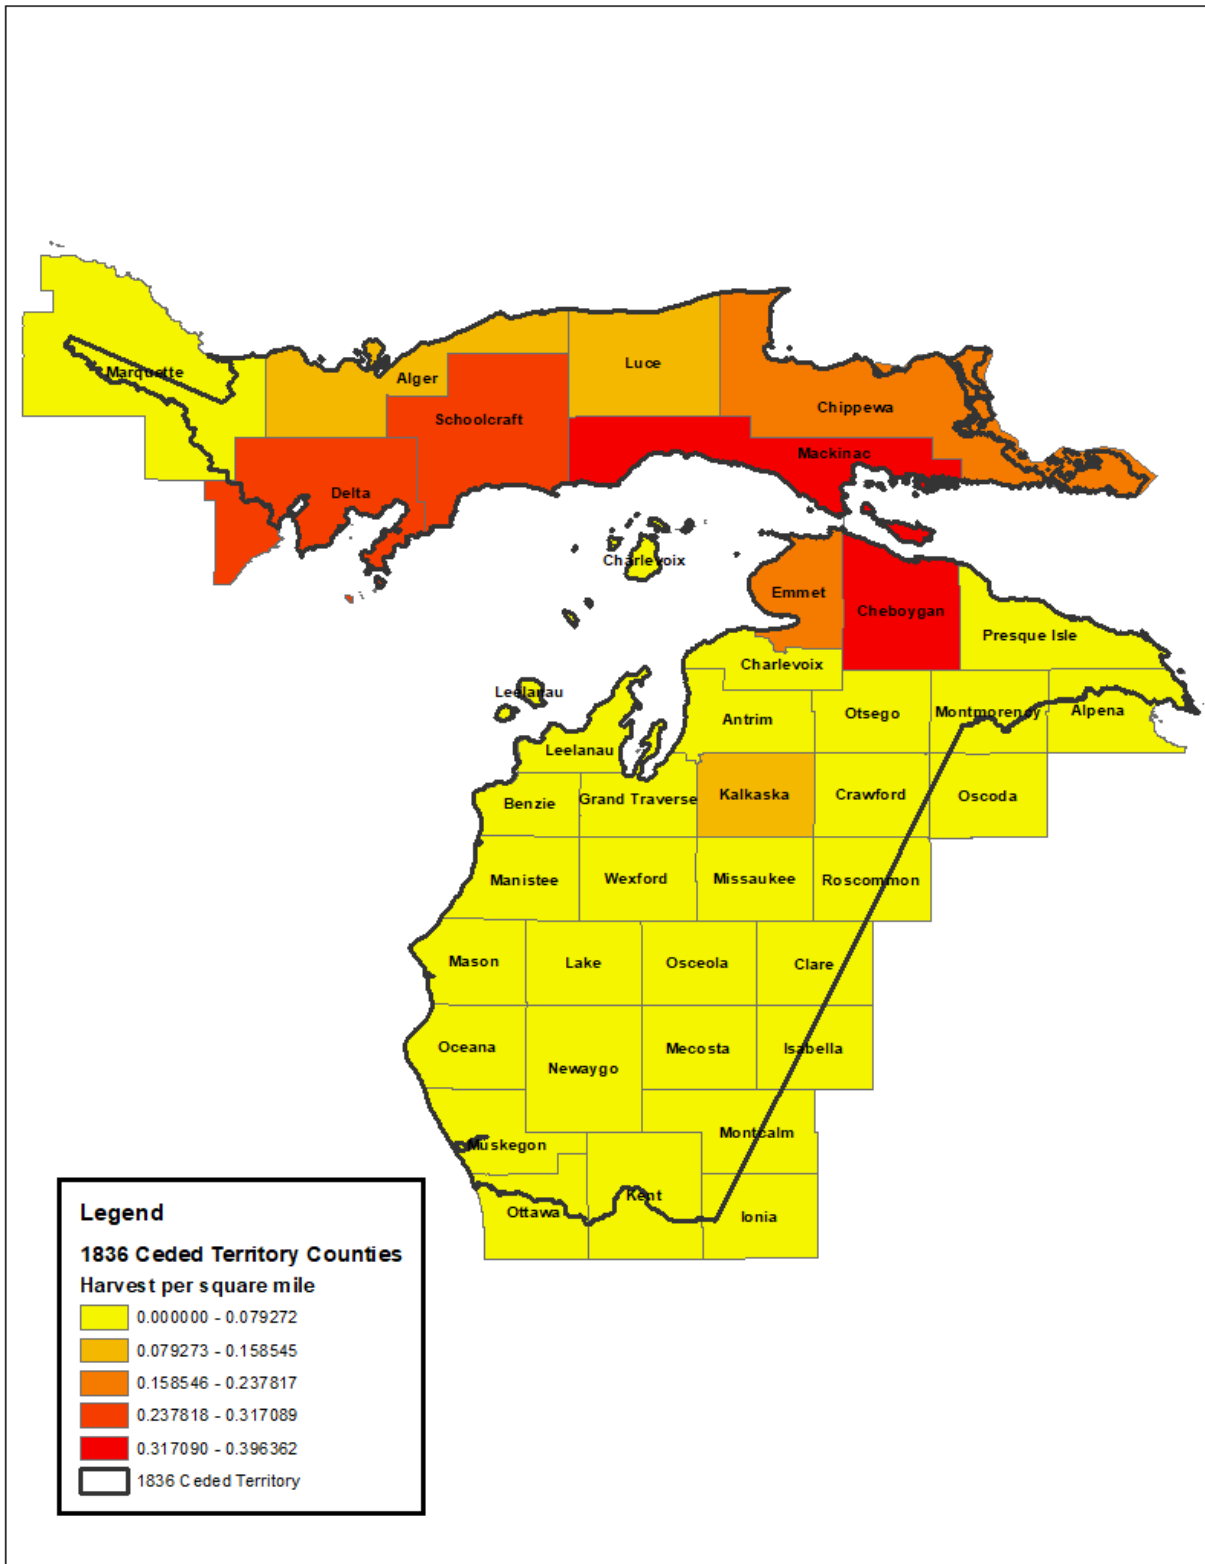 Marquette
Alger
Luce
Schoolcraft
Chippewa
Mackinac
Delta
Charlevoix
Emmet
Cheboygan
Presque Isle
Charlevoix
Leelanau
Antrim
Otsego
Montmorency
Alpena
Leelanau
Benzie
Grand Traverse
Kalkaska
Crawford
Oscoda
Manistee
Wexford
Missaukee
Roscommon
Mason
Lake
Osceola
Clare
Oceana
Newaygo
Mecosta
Isabella
Muskegon
Montcalm
Kent
Ottawa
Ionia
Legend
1836 Ceded Territory Counties
Harvest per square mile
0.000000 - 0.079272
0.079273 - 0.158545
0.158546 - 0.237817
0.237818 - 0.317089
0.317090 - 0.396362
1836 Ceded Territory